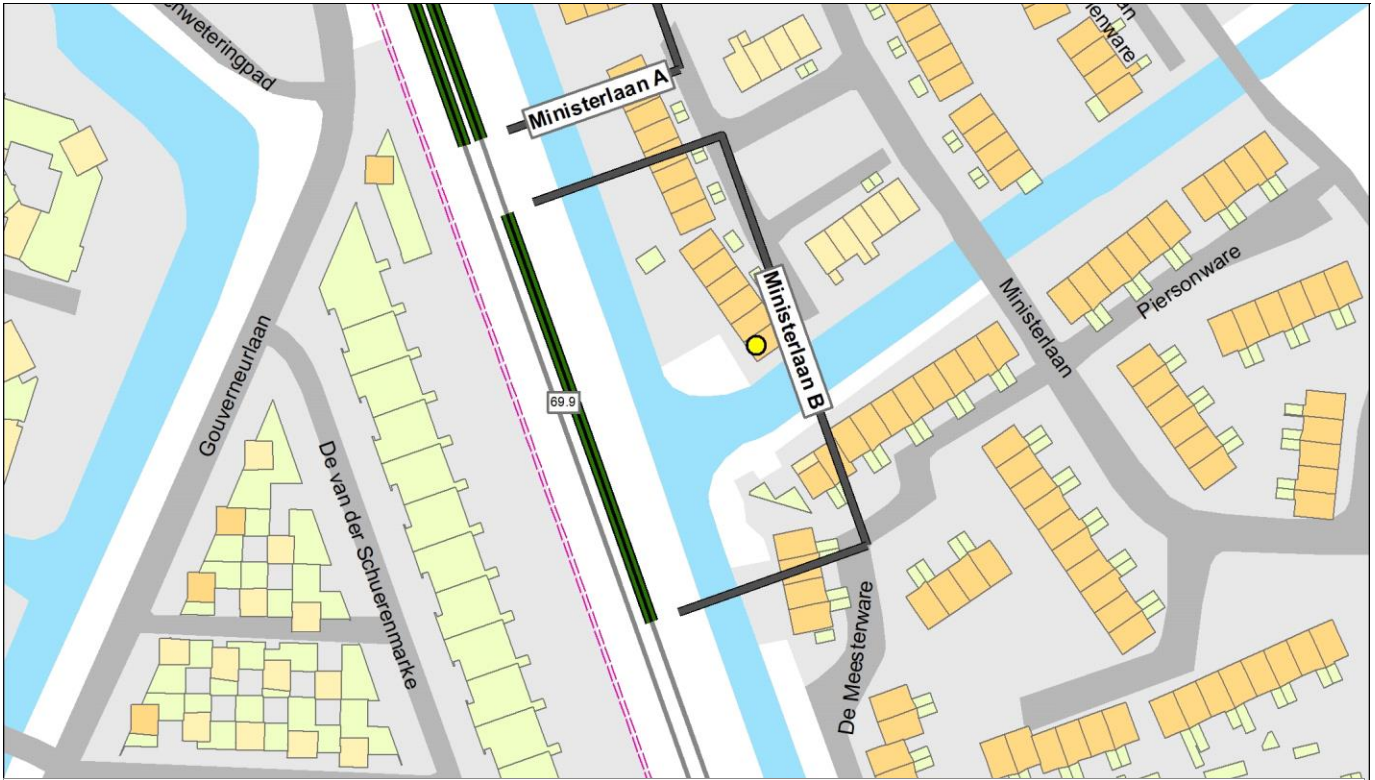 Ministerlaan A
Gouverneurlaan
De van der Schuerenmarke
69.9
Ministerlaan B
Ministerlaan
Piersonware
De Meesterware